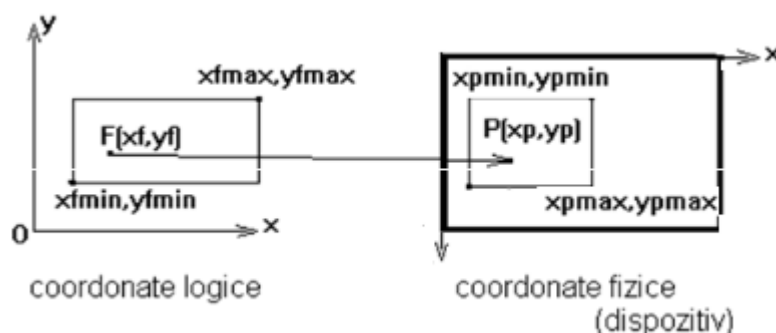 y
xfmax,yfmax
F(xf,yf)
xfmin,yfmin
0
x
coordonate logice
x
xpmin,ypmin
P(xp,yp)
xpmax,ypmax
coordonate fizice
(dispozitiv)